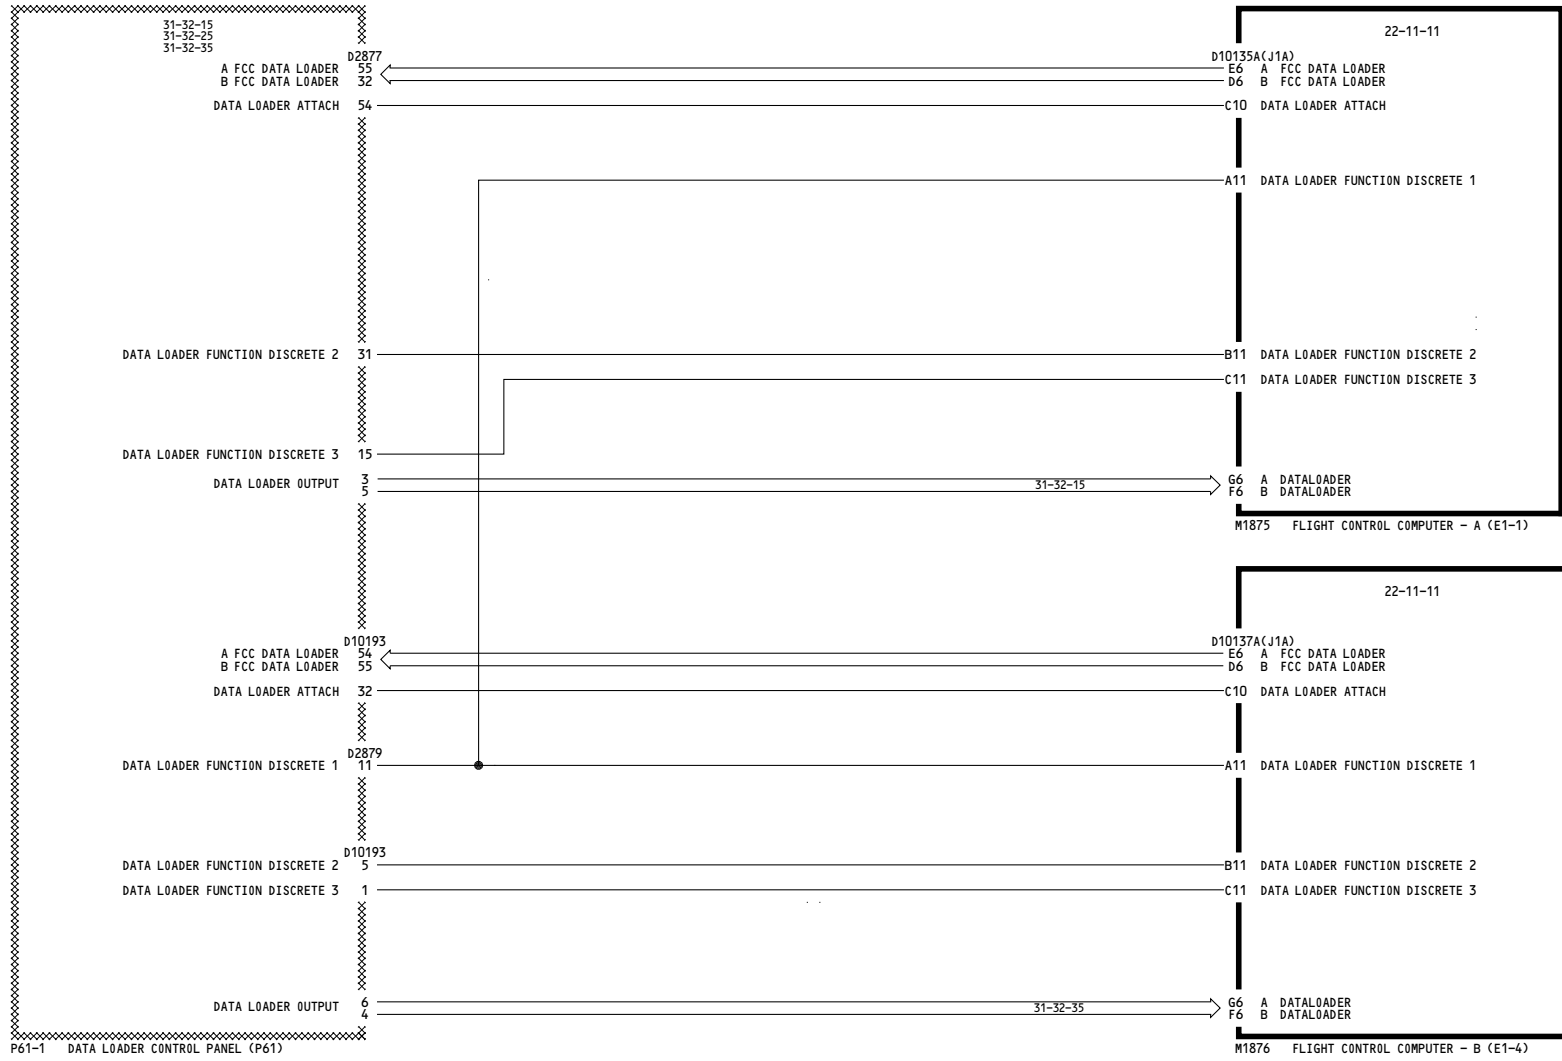 31-32-15
31-32-25
31-32-35
22-11-11
D2877
D10135A(J1A)
A FCC DATA LOADER 55
E6 A FCC DATA LOADER
B FCC DATA LOADER 32
D6 B FCC DATA LOADER
DATA LOADER ATTACH 54
C10 DATA LOADER ATTACH
A11 DATA LOADER FUNCTION DISCRETE 1
DATA LOADER FUNCTION DISCRETE 2 31
B11 DATA LOADER FUNCTION DISCRETE 2
C11 DATA LOADER FUNCTION DISCRETE 3
DATA LOADER FUNCTION DISCRETE 3 15
DATA LOADER OUTPUT 3
5
31-32-15
G6 A DATALOADER
F6 B DATALOADER
M1875 FLIGHT CONTROL COMPUTER - A (E1-1)
22-11-11
D10193
D10137A(J1A)
A FCC DATA LOADER 54
E6 A FCC DATA LOADER
B FCC DATA LOADER 55
D6 B FCC DATA LOADER
DATA LOADER ATTACH 32
C10 DATA LOADER ATTACH
D2879
DATA LOADER FUNCTION DISCRETE 1 11
A11 DATA LOADER FUNCTION DISCRETE 1
D10193
DATA LOADER FUNCTION DISCRETE 2 5
B11 DATA LOADER FUNCTION DISCRETE 2
DATA LOADER FUNCTION DISCRETE 3 1
C11 DATA LOADER FUNCTION DISCRETE 3
DATA LOADER OUTPUT 6
4
31-32-35
G6 A DATALOADER
F6 B DATALOADER
P61-1 DATA LOADER CONTROL PANEL (P61)
M1876 FLIGHT CONTROL COMPUTER - B (E1-4)